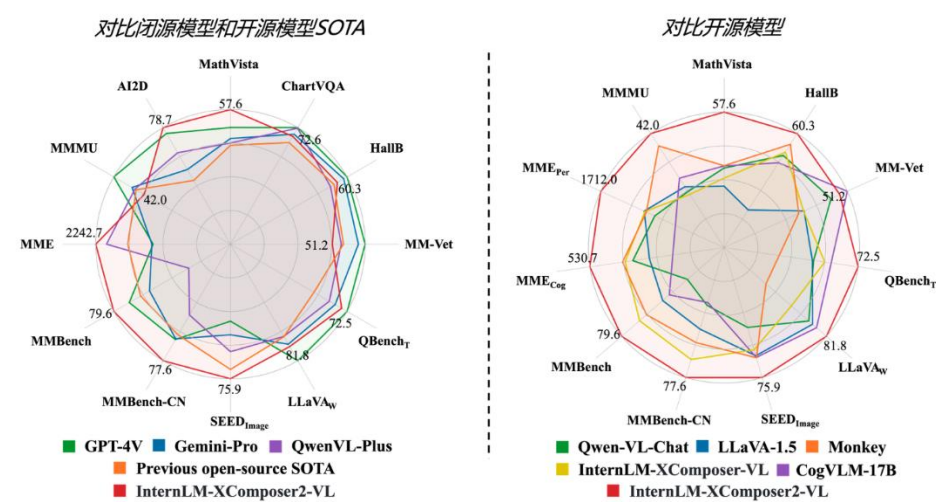 对比闭源模型和开源模型SOTA
MathVista
AI2D
ChartVQA
57.6
78.7
72.6
MMMU
HallB
60.3
42.0
MME
2242.7
51.2
MM-Vet
79.6
72.5
MMBench
QBenchT
77.6
81.8
75.9
MMBench-CN
LLaVAW
SEEDImage
GPT-4V
Gemini-Pro
QwenVL-Plus
Previous open-source SOTA
InternLM-XComposer2-VL
对比开源模型
MathVista
MMMU
HallB
57.6
42.0
60.3
MMEPer
MM-Vet
1712.0
51.2
MMECog
530.7
72.5
QBenchT
79.6
81.8
MMBench
LLaVAW
77.6
75.9
MMBench-CN
SEEDImage
Qwen-VL-Chat
LLaVA-1.5
Monkey
InternLM-XComposer-VL
CogVLM-17B
InternLM-XComposer2-VL